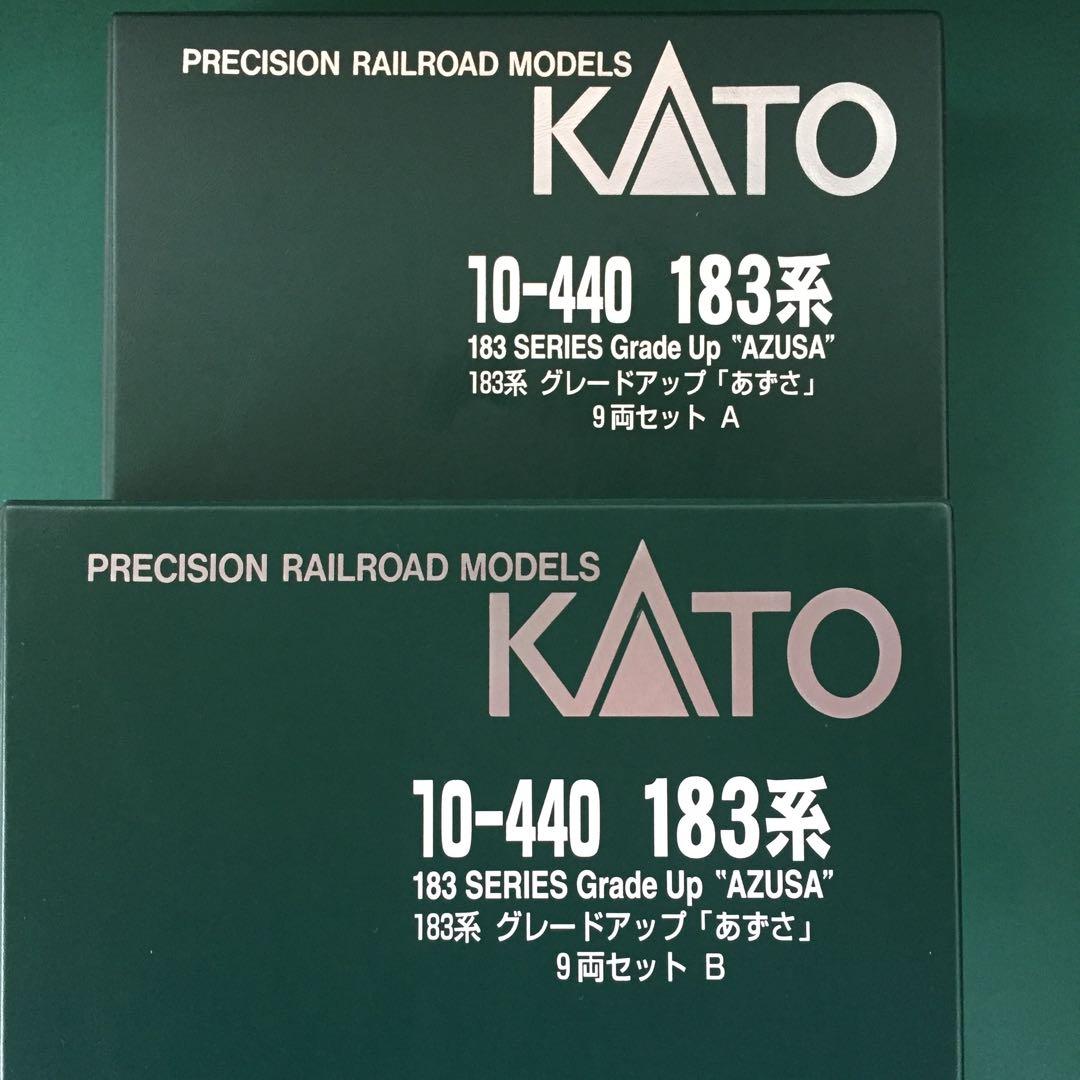 PRECISION RAILROAD MODELS
KATO
10-440 183系
183 SERIES Grade Up "AZUSA"
183系 グレードアップ「あずさ」
9両セット A
PRECISION RAILROAD MODELS
KATO
10-440 183系
183 SERIES Grade Up "AZUSA"
183系 グレードアップ「あずさ」
9両セット B